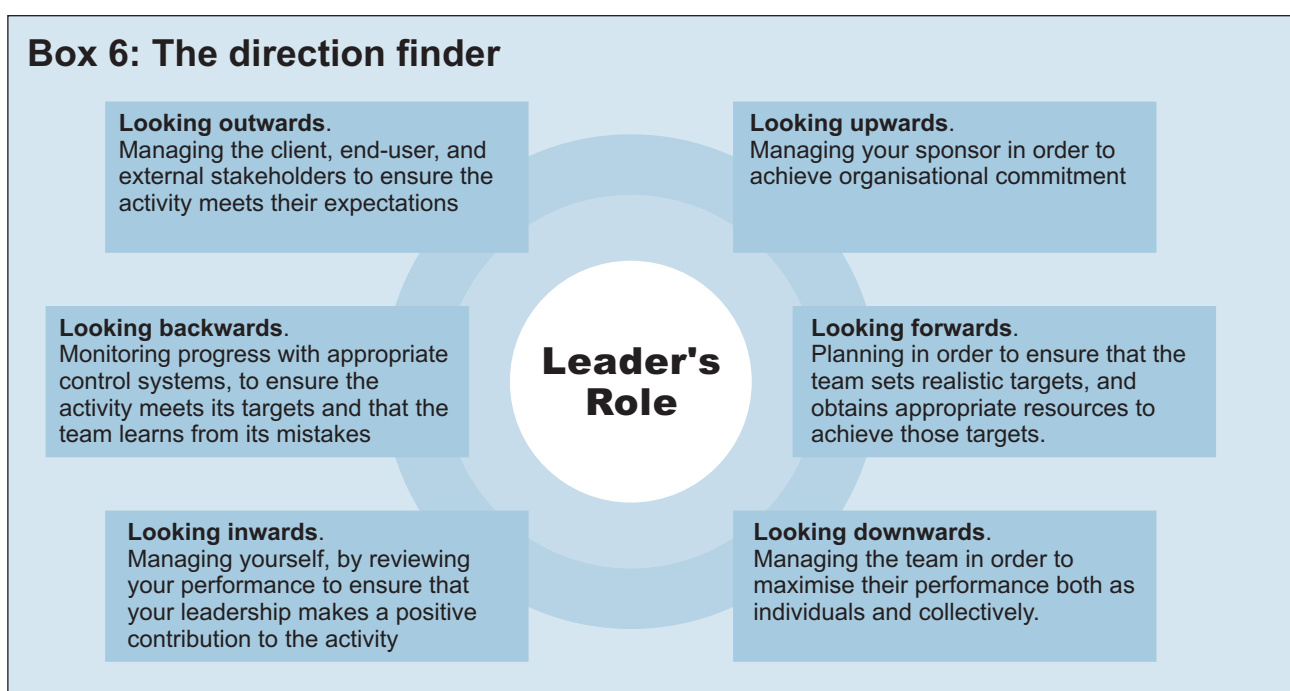 Box 6: The direction finder
Looking outwards.
Managing the client, end-user, and
external stakeholders to ensure the
activity meets their expectations
Looking upwards.
Managing your sponsor in order to
achieve organisational commitment
Looking backwards.
Monitoring progress with appropriate
control systems, to ensure the
activity meets its targets and that the
team learns from its mistakes
Leader's
Role
Looking forwards.
Planning in order to ensure that the
team sets realistic targets, and
obtains appropriate resources to
achieve those targets.
Looking inwards.
Managing yourself, by reviewing
your performance to ensure that
your leadership makes a positive
contribution to the activity
Looking downwards.
Managing the team in order to
maximise their performance both as
individuals and collectively.